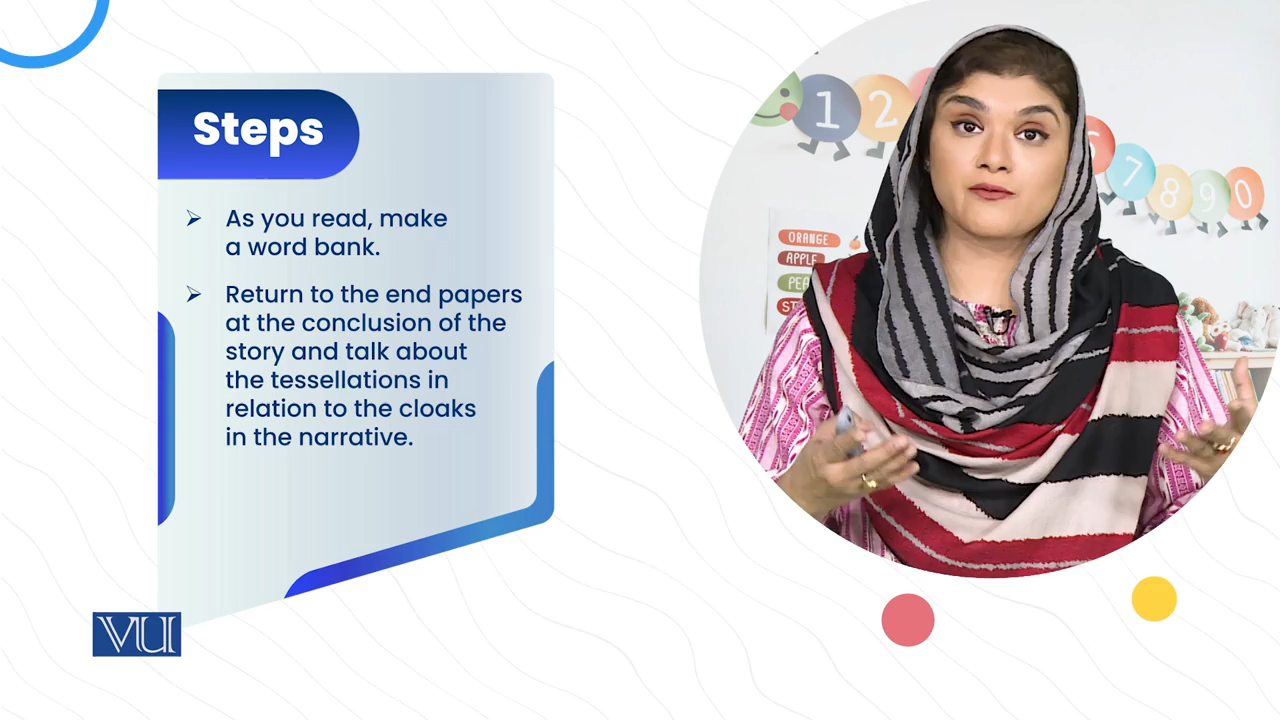 Steps
As you read, make
a word bank.
Return to the end papers
at the conclusion of the
story and talk about
the tessellations in
relation to the cloaks
in the narrative.
VU
1 2
6 7 8 9 0
ORANGE
APPLE